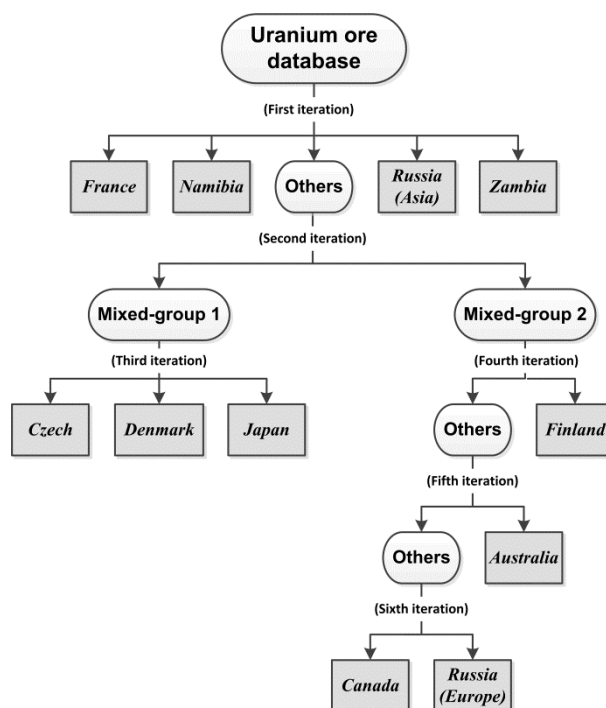 Uranium ore
database
(First iteration)
France
Namibia
Others
Russia
(Asia)
Zambia
(Second iteration)
Mixed-group 1
Mixed-group 2
(Third iteration)
(Fourth iteration)
Czech
Denmark
Japan
Others
Finland
(Fifth iteration)
Others
Australia
(Sixth iteration)
Canada
Russia
(Europe)